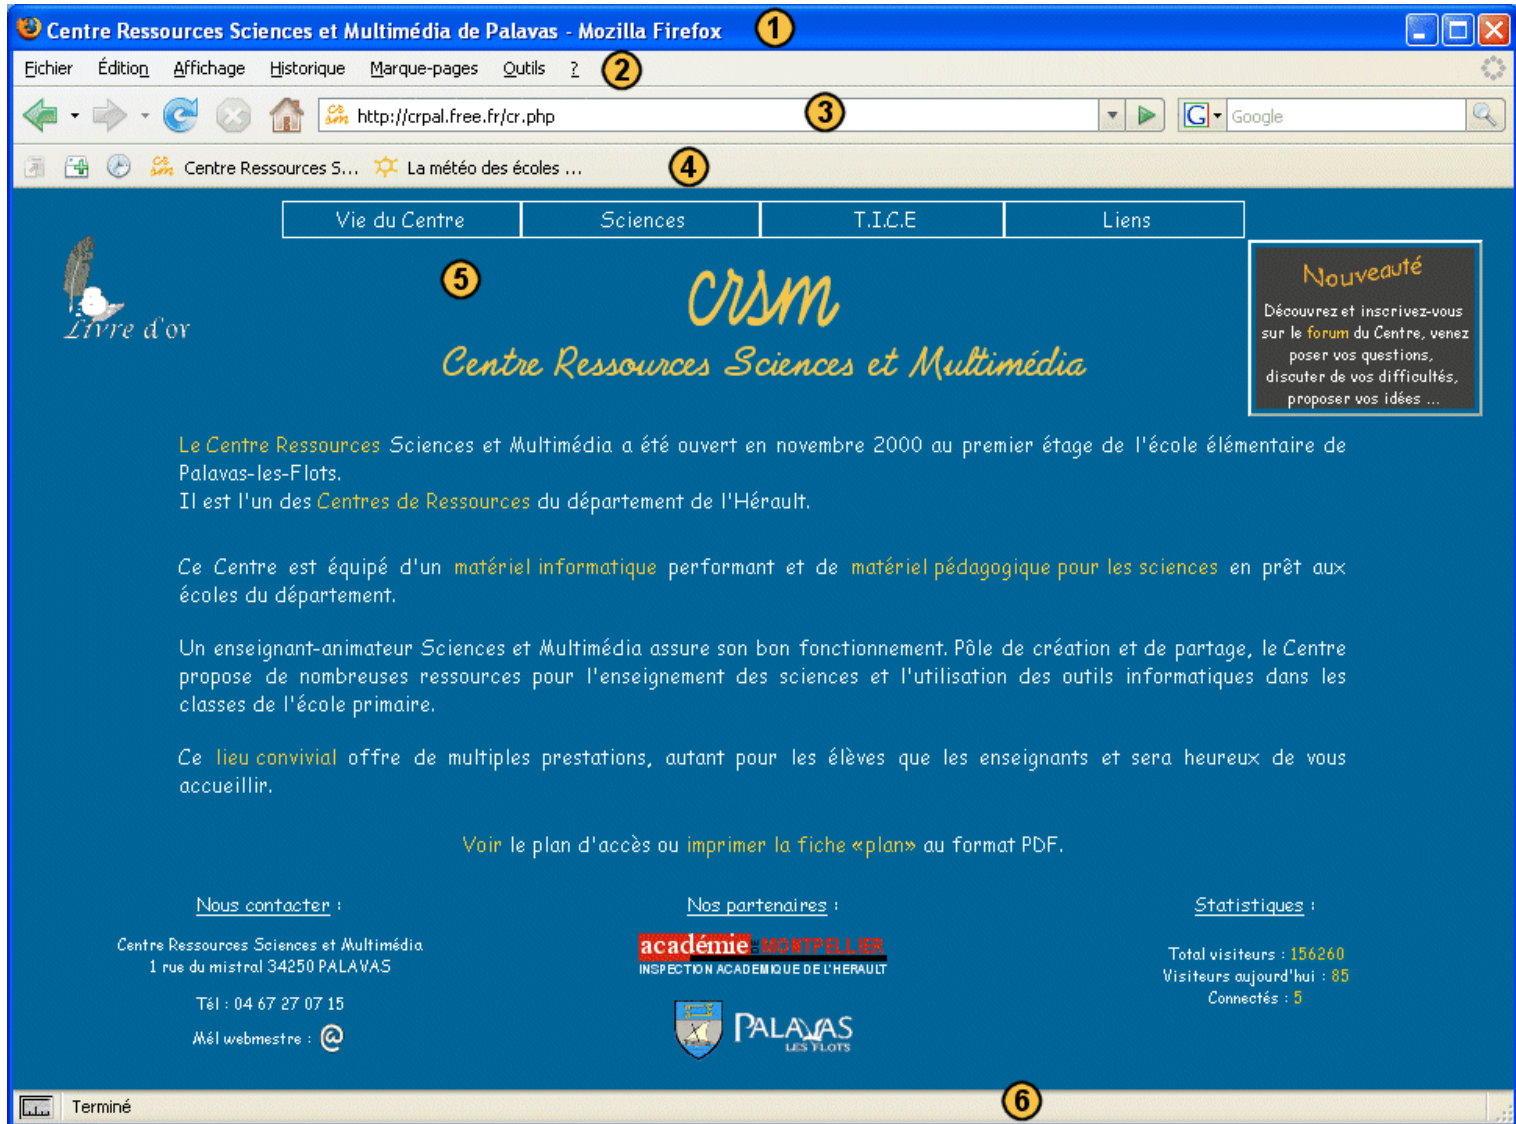 Centre Ressources Sciences et Multimédia de Palavas - Mozilla Firefox 1
Fichier Édition Affichage Historique Marque-pages Outils ? 2
http://crpal.free.fr/cr.php 3 G Google
Centre Ressources S... La météo des écoles ... 4
Vie du Centre Sciences T.I.C.E Liens
Livre d'or
5
crsm
Centre Ressources Sciences et Multimédia
Nouveauté
Découvrez et inscrivez-vous
sur le forum du Centre, venez
poser vos questions,
discuter de vos difficultés,
proposer vos idées ...
Le Centre Ressources Sciences et Multimédia a été ouvert en novembre 2000 au premier étage de l'école élémentaire de
Palavas-les-Flots.
Il est l'un des Centres de Ressources du département de l'Hérault.
Ce Centre est équipé d'un matériel informatique performant et de matériel pédagogique pour les sciences en prêt aux
écoles du département.
Un enseignant-animateur Sciences et Multimédia assure son bon fonctionnement. Pôle de création et de partage, le Centre
propose de nombreuses ressources pour l'enseignement des sciences et l'utilisation des outils informatiques dans les
classes de l'école primaire.
Ce lieu convivial offre de multiples prestations, autant pour les élèves que les enseignants et sera heureux de vous
accueillir.
Voir le plan d'accès ou imprimer la fiche «plan» au format PDF.
Nous contacter :
Centre Ressources Sciences et Multimédia
1 rue du mistral 34250 PALAVAS
Tél : 04 67 27 07 15
Mél webmestre : @
Nos partenaires :
académie DE MONTPELLIER
INSPECTION ACADEMIQUE DE L'HERAULT
PALAVAS
LES FLOTS
Statistiques :
Total visiteurs : 156260
Visiteurs aujourd'hui : 85
Connectés : 5
Terminé 6